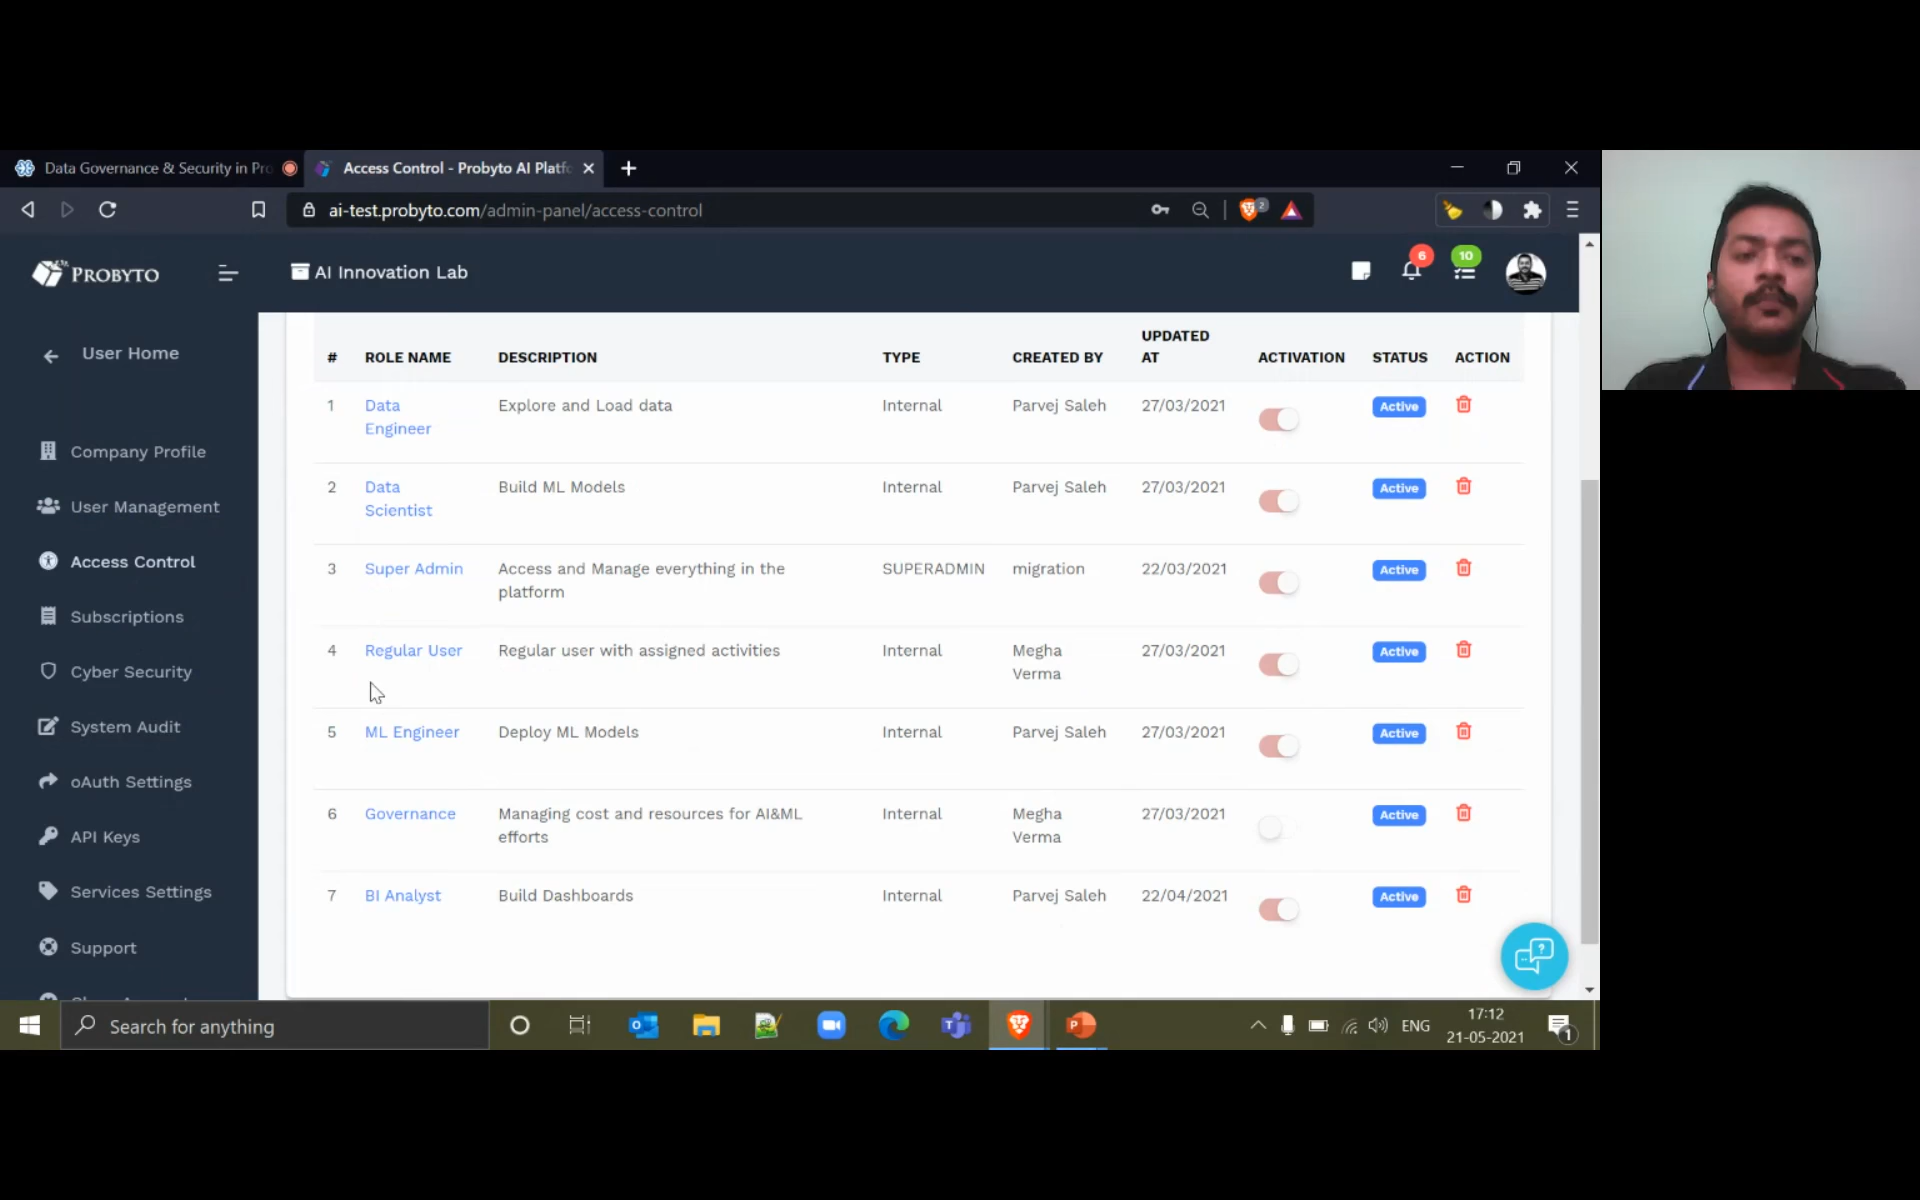 Data Governance & Security in Pro
Access Control - Probyto AI Platfo
ai-test.probyto.com/admin-panel/access-control
2
PROBYTO
AI Innovation Lab
6
10
User Home
Company Profile
User Management
Access Control
Subscriptions
Cyber Security
System Audit
oAuth Settings
API Keys
Services Settings
Support
# ROLE NAME DESCRIPTION TYPE CREATED BY UPDATED AT ACTIVATION STATUS ACTION
1 Data Engineer Explore and Load data Internal Parvej Saleh 27/03/2021 Active
2 Data Scientist Build ML Models Internal Parvej Saleh 27/03/2021 Active
3 Super Admin Access and Manage everything in the platform SUPERADMIN migration 22/03/2021 Active
4 Regular User Regular user with assigned activities Internal Megha Verma 27/03/2021 Active
5 ML Engineer Deploy ML Models Internal Parvej Saleh 27/03/2021 Active
6 Governance Managing cost and resources for AI&ML efforts Internal Megha Verma 27/03/2021 Active
7 BI Analyst Build Dashboards Internal Parvej Saleh 22/04/2021 Active
Search for anything
ENG
17:12
21-05-2021
1